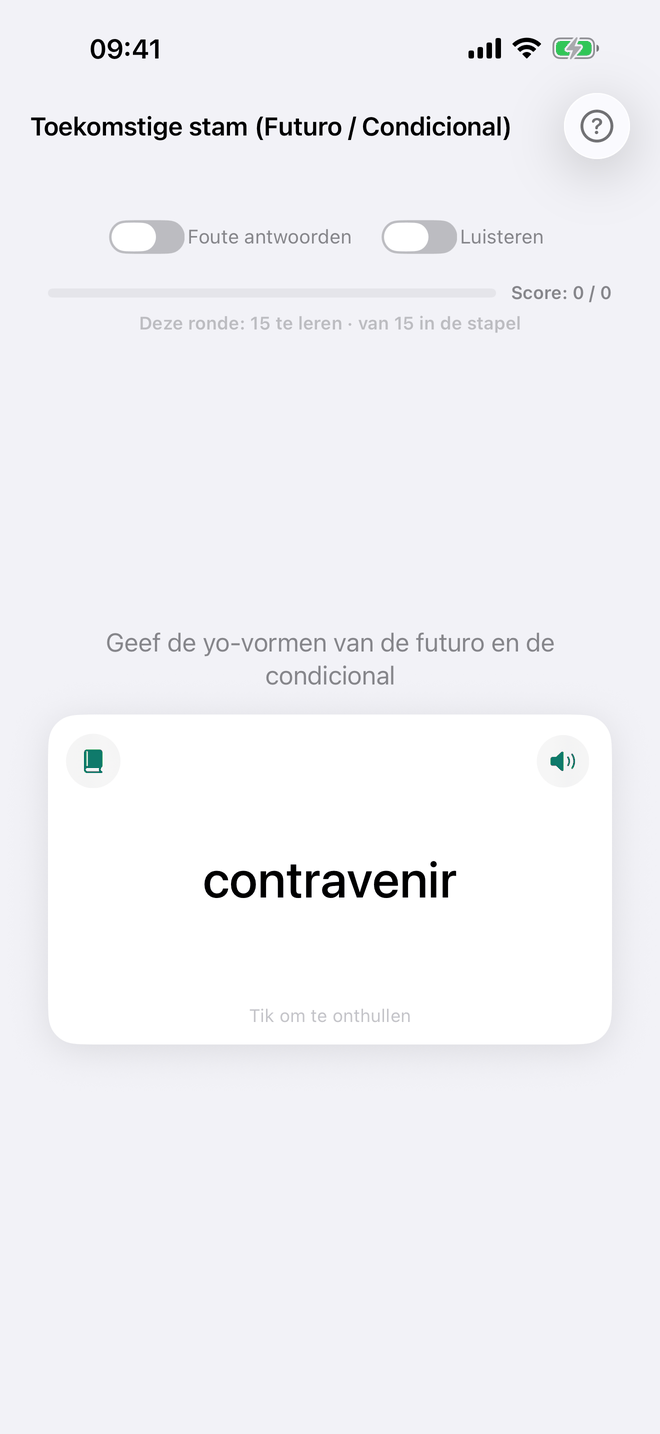 09:41
Toekomstige stam (Futuro / Condicional)
Foute antwoorden
Luisteren
Score: 0 / 0
Deze ronde: 15 te leren · van 15 in de stapel
Geef de yo-vormen van de futuro en de
condicional
contravenir
Tik om te onthullen